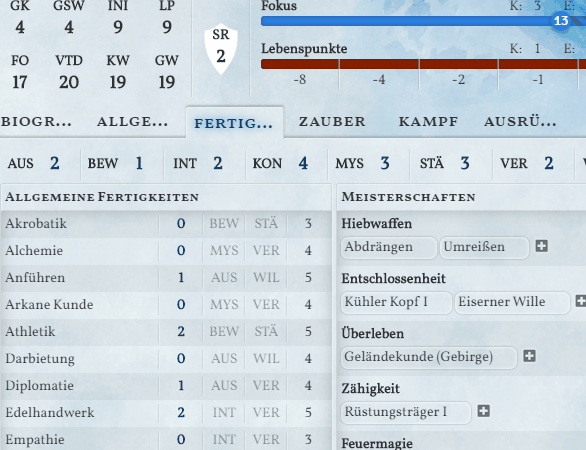 GK GSW INI LP
4 4 9 9
FO VTD KW GW
17 20 19 19
SR
2
Fokus K: 3 E:
13
Lebenspunkte K: 1 E:
-8 -4 -2 -1
BIOGR... ALLGE... FERTIG... ZAUBER KAMPF AUSRÜ...
AUS 2 BEW 1 INT 2 KON 4 MYS 3 STÄ 3 VER 2
ALLGEMEINE FERTIGKEITEN
Akrobatik 0 BEW STÄ 3
Alchemie 0 MYS VER 4
Anführen 1 AUS WIL 5
Arkane Kunde 0 MYS VER 4
Athletik 2 BEW STÄ 5
Darbietung 0 AUS WIL 4
Diplomatie 1 AUS VER 4
Edelhandwerk 2 INT VER 5
Empathie 0 INT VER 3
MEISTERSCHAFTEN
Hiebwaffen
Abdrängen Umreißen
Entschlossenheit
Kühler Kopf I Eiserner Wille
Überleben
Geländekunde (Gebirge)
Zähigkeit
Rüstungsträger I
Feuermagie